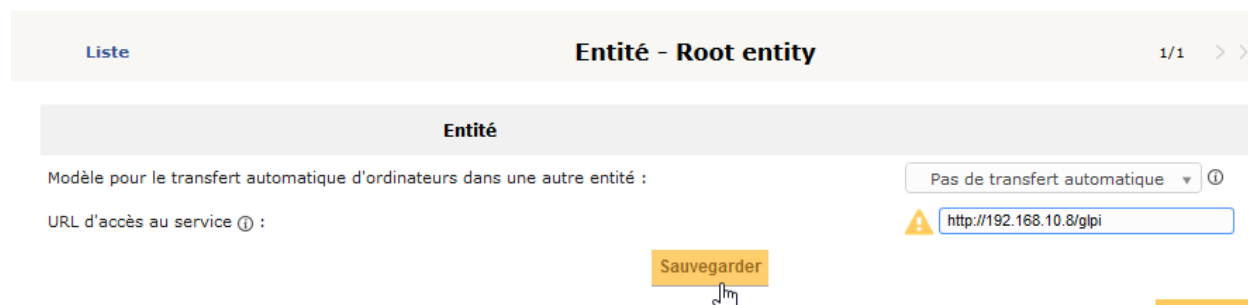 Liste Entité - Root entity 1/1
Entité
Modèle pour le transfert automatique d'ordinateurs dans une autre entité : Pas de transfert automatique
URL d'accès au service : http://192.168.10.8/glpi
Sauvegarder